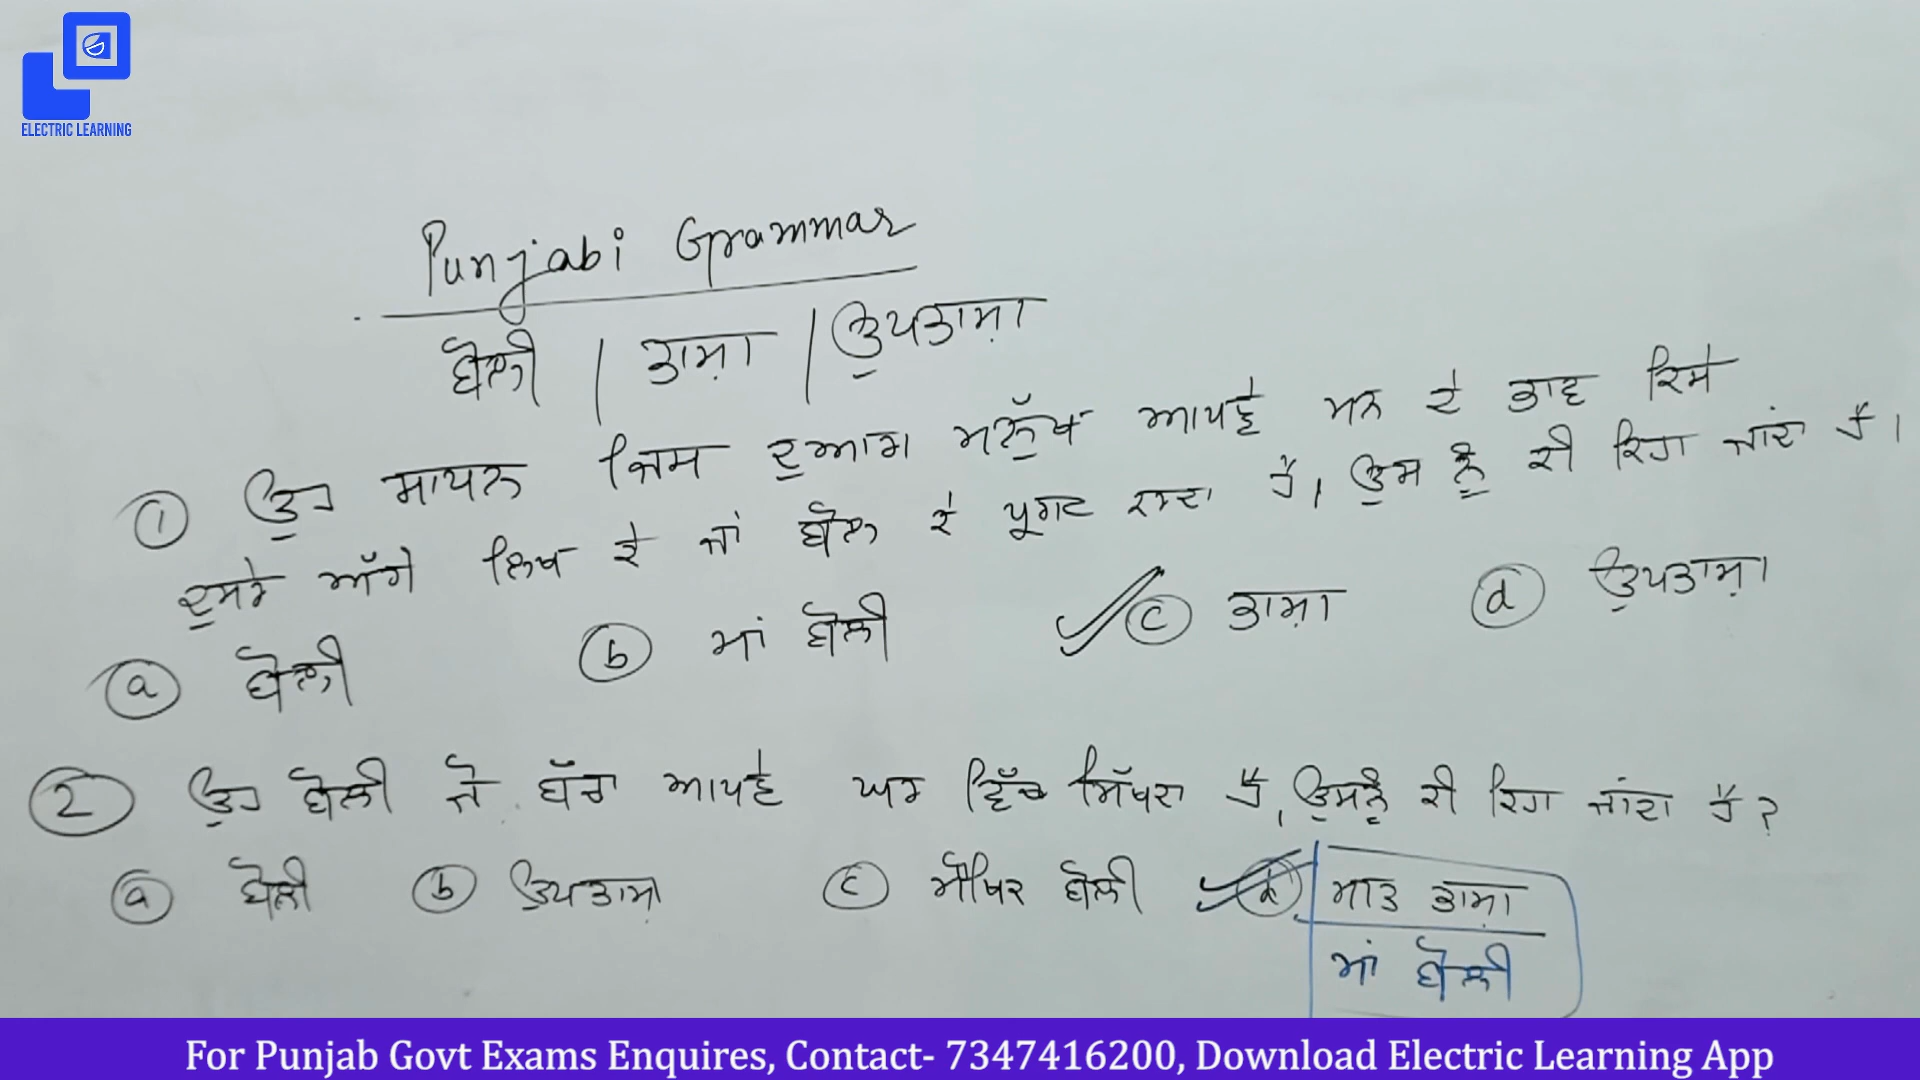 ELECTRIC LEARNING
Punjabi Grammar
ਬੋਲੀ / ਭਾਸ਼ਾ / ਉਪਭਾਸ਼ਾ
① ਉਹ ਸਾਧਨ ਜਿਸ ਦੁਆਰਾ ਮਨੁੱਖ ਆਪਣੇ ਮਨ ਦੇ ਭਾਵ ਕਿਸੇ
ਦੂਸਰੇ ਅੱਗੇ ਲਿਖ ਕੇ ਜਾਂ ਬੋਲ ਕੇ ਪ੍ਰਗਟ ਕਰਦਾ ਹੈ, ਉਸ ਨੂੰ ਕੀ ਕਿਹਾ ਜਾਂਦਾ ਹੈ।
ⓐ ਬੋਲੀ ⓑ ਮਾਂ ਬੋਲੀ ✓ⓒ ਭਾਸ਼ਾ ⓓ ਉਪਭਾਸ਼ਾ
② ਉਹ ਬੋਲੀ ਜੋ ਬੱਚਾ ਆਪਣੇ ਘਰ ਵਿੱਚ ਸਿੱਖਦਾ ਹੈ, ਉਸਨੂੰ ਕੀ ਕਿਹਾ ਜਾਂਦਾ ਹੈ?
ⓐ ਬੋਲੀ ⓑ ਉਪਭਾਸ਼ਾ ⓒ ਮੌਖਿਕ ਬੋਲੀ ✓ⓓ ਮਾਤ ਭਾਸ਼ਾ
ਮਾਂ ਬੋਲੀ
For Punjab Govt Exams Enquires, Contact- 7347416200, Download Electric Learning App